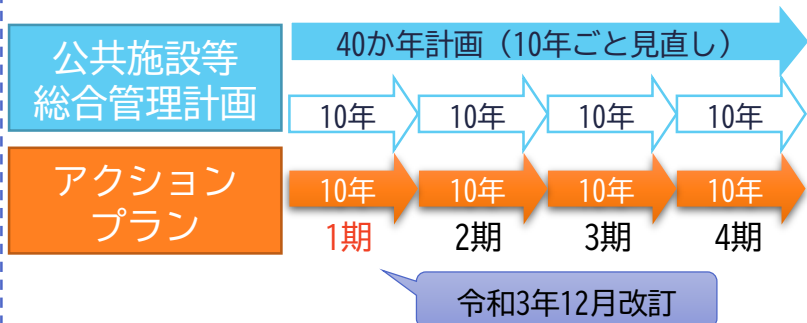 公共施設等
総合管理計画
40か年計画（10年ごと見直し）
10年 10年 10年 10年
アクション
プラン
10年 10年 10年 10年
1期 2期 3期 4期
令和3年12月改訂